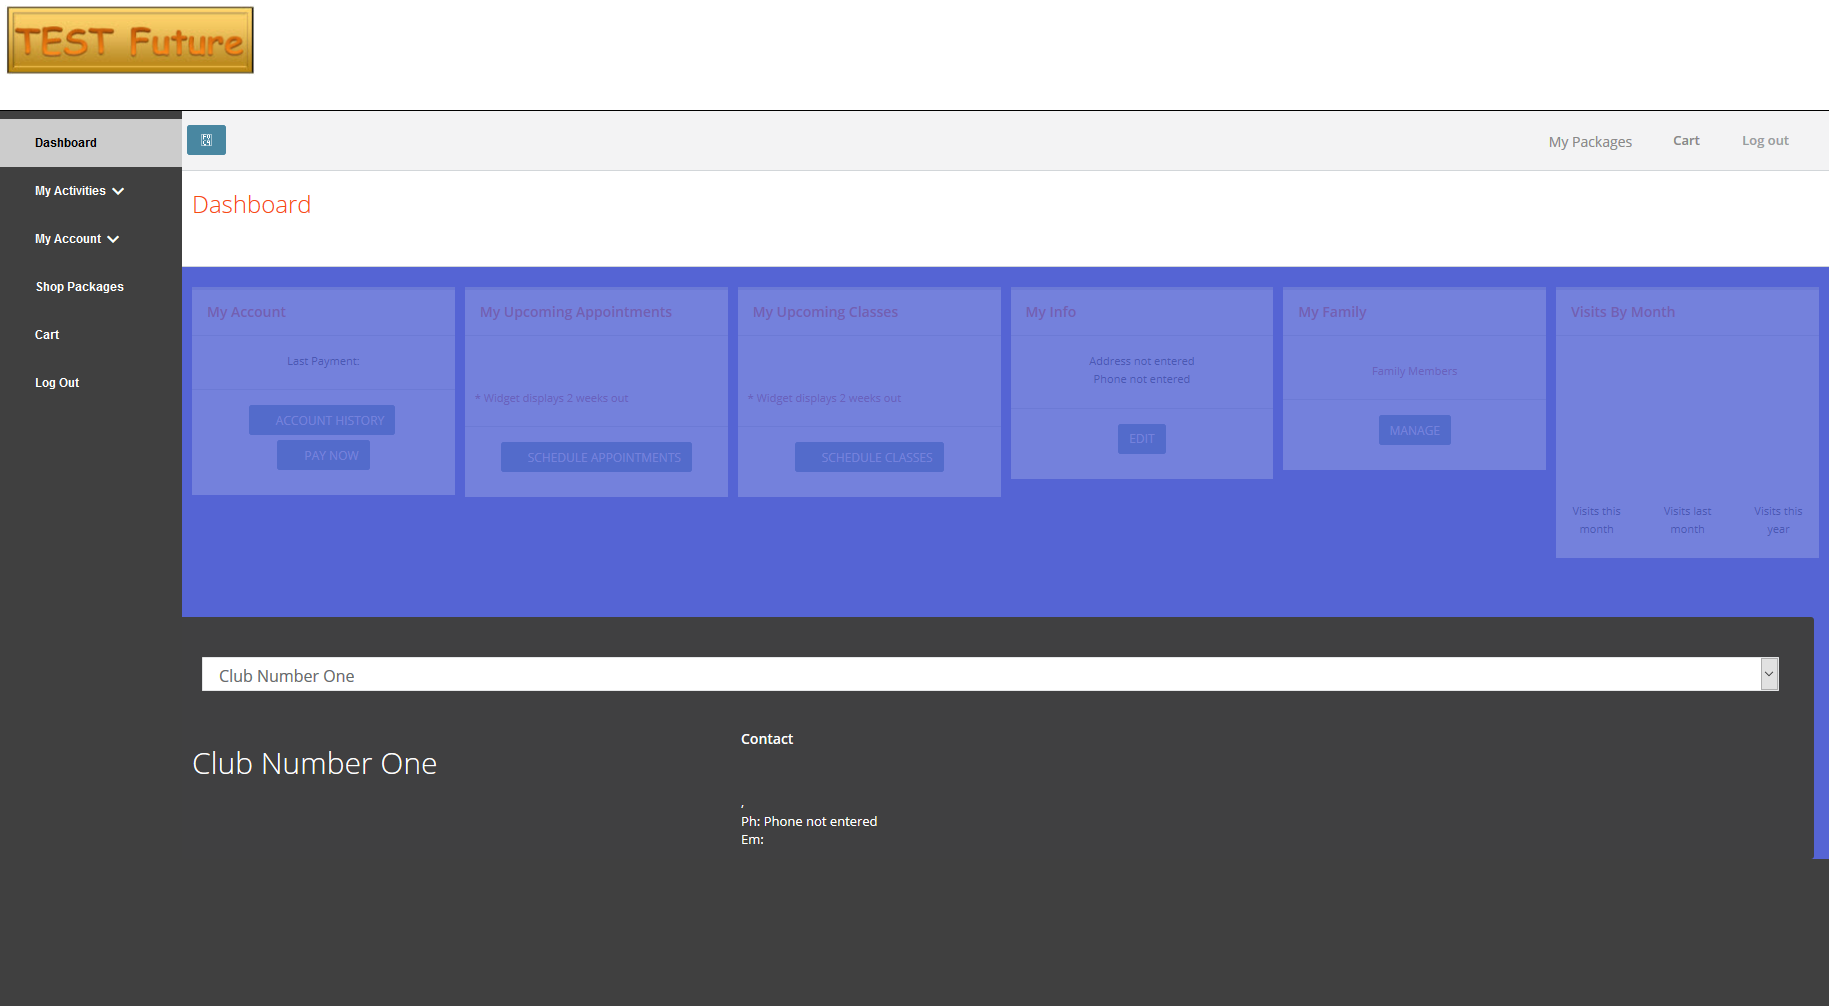 TEST Future
Dashboard
My Activities
My Account
Shop Packages
Cart
Log Out
My Packages
Cart
Log out
Dashboard
My Account
Last Payment:
ACCOUNT HISTORY
PAY NOW
My Upcoming Appointments
* Widget displays 2 weeks out
SCHEDULE APPOINTMENTS
My Upcoming Classes
* Widget displays 2 weeks out
SCHEDULE CLASSES
My Info
Address not entered
Phone not entered
EDIT
My Family
Family Members
MANAGE
Visits By Month
Visits this
month
Visits last
month
Visits this
year
Club Number One
Club Number One
Contact
,
Ph: Phone not entered
Em: